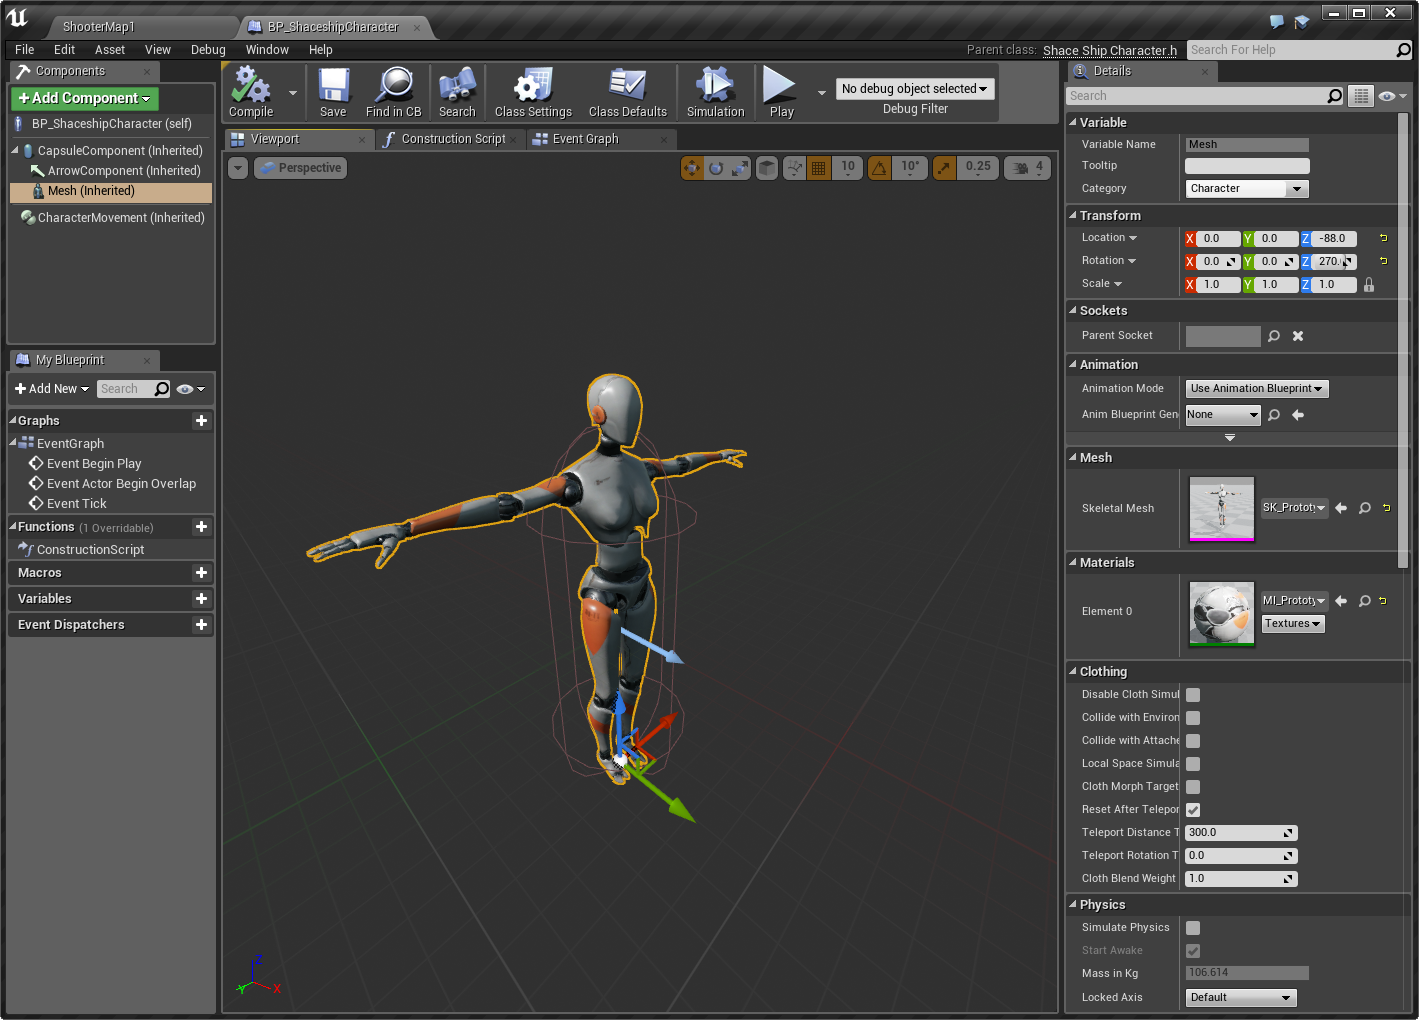 ShooterMap1
BP_ShaceshipCharacter
File Edit Asset View Debug Window Help
Parent class: Shace Ship Character.h
Search For Help
Components
+Add Component
BP_ShaceshipCharacter (self)
CapsuleComponent (Inherited)
ArrowComponent (Inherited)
Mesh (Inherited)
CharacterMovement (Inherited)
My Blueprint
+Add New
Search
Graphs
EventGraph
Event Begin Play
Event Actor Begin Overlap
Event Tick
Functions (1 Overridable)
ConstructionScript
Macros
Variables
Event Dispatchers
Compile
Save
Find in CB
Search
Class Settings
Class Defaults
Simulation
Play
No debug object selected
Debug Filter
Viewport
Construction Script
Event Graph
Perspective
10
10°
0.25
4
Z
Y
X
Details
Search
Variable
Variable Name Mesh
Tooltip
Category Character
Transform
Location X 0.0 Y 0.0 Z -88.0
Rotation X 0.0 Y 0.0 Z 270.
Scale X 1.0 Y 1.0 Z 1.0
Sockets
Parent Socket
Animation
Animation Mode Use Animation Blueprint
Anim Blueprint Gen None
Mesh
Skeletal Mesh SK_Prototy
Materials
Element 0 MI_Prototy
Textures
Clothing
Disable Cloth Simul
Collide with Environ
Collide with Attache
Local Space Simula
Cloth Morph Target
Reset After Telepor
Teleport Distance T 300.0
Teleport Rotation T 0.0
Cloth Blend Weight 1.0
Physics
Simulate Physics
Start Awake
Mass in Kg 106.614
Locked Axis Default